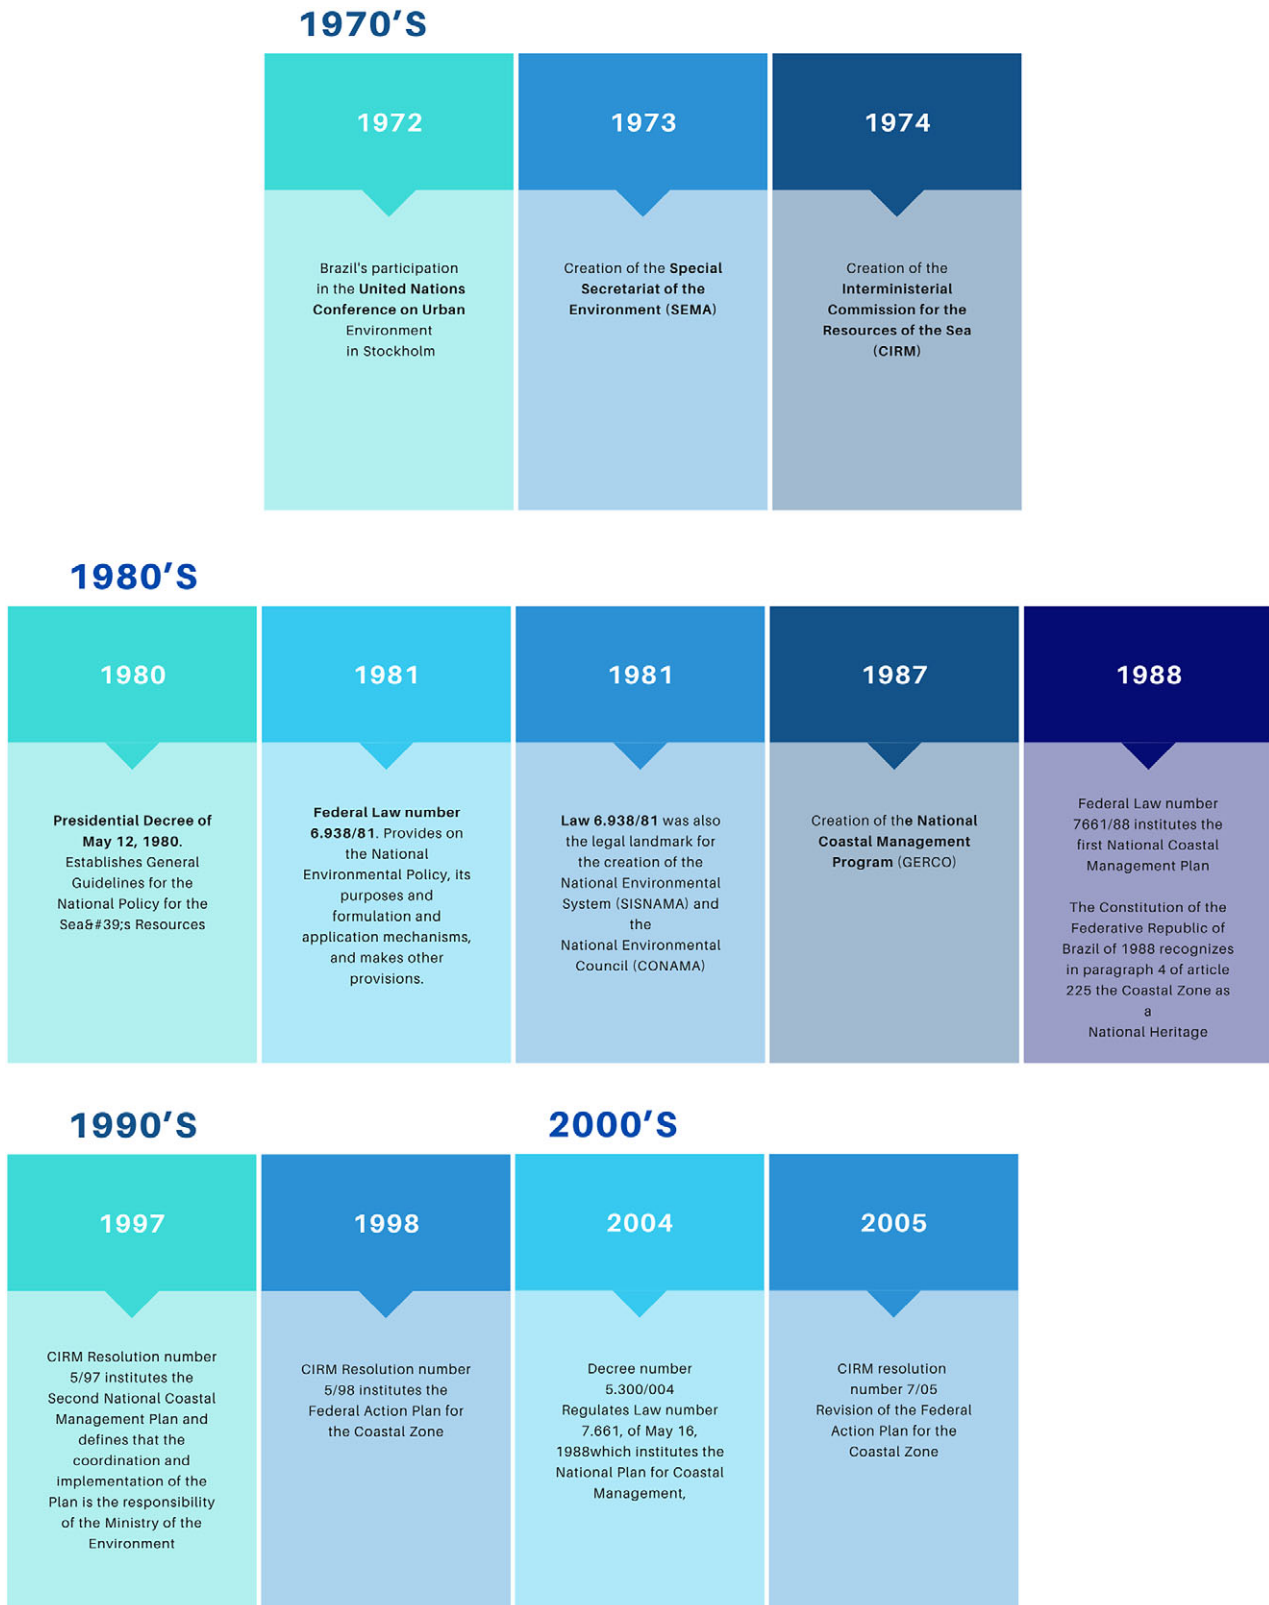 1970'S
1972
1973
1974
Brazil's participation
in the United Nations
Conference on Urban
Environment
in Stockholm
Creation of the Special
Secretariat of the
Environment (SEMA)
Creation of the
Interministerial
Commission for the
Resources of the Sea
(CIRM)
1980'S
1980
1981
1981
1987
1988
Presidential Decree of
May 12, 1980.
Establishes General
Guidelines for the
National Policy for the
Sea&#39;s Resources
Federal Law number
6.938/81. Provides on
the National
Environmental Policy, its
purposes and
formulation and
application mechanisms,
and makes other
provisions.
Law 6.938/81 was also
the legal landmark for
the creation of the
National Environmental
System (SISNAMA) and
the
National Environmental
Council (CONAMA)
Creation of the National
Coastal Management
Program (GERCO)
Federal Law number
7661/88 institutes the
first National Coastal
Management Plan
The Constitution of the
Federative Republic of
Brazil of 1988 recognizes
in paragraph 4 of article
225 the Coastal Zone as
a
National Heritage
1990'S
2000'S
1997
1998
2004
2005
CIRM Resolution number
5/97 institutes the
Second National Coastal
Management Plan and
defines that the
coordination and
implementation of the
Plan is the responsibility
of the Ministry of the
Environment
CIRM Resolution number
5/98 institutes the
Federal Action Plan for
the Coastal Zone
Decree number
5.300/004
Regulates Law number
7.661, of May 16,
1988which institutes the
National Plan for Coastal
Management,
CIRM resolution
number 7/05
Revision of the Federal
Action Plan for the
Coastal Zone